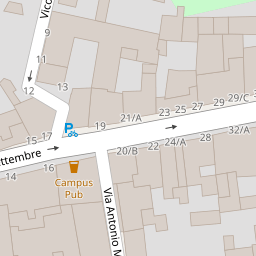 Vico
9
11
12
13
29/C
23
25
27
29
21/A
19
P
15-17
32/A
28
24/A
22
20/B
ttembre
14
16
Campus
Pub
Via Antonio M